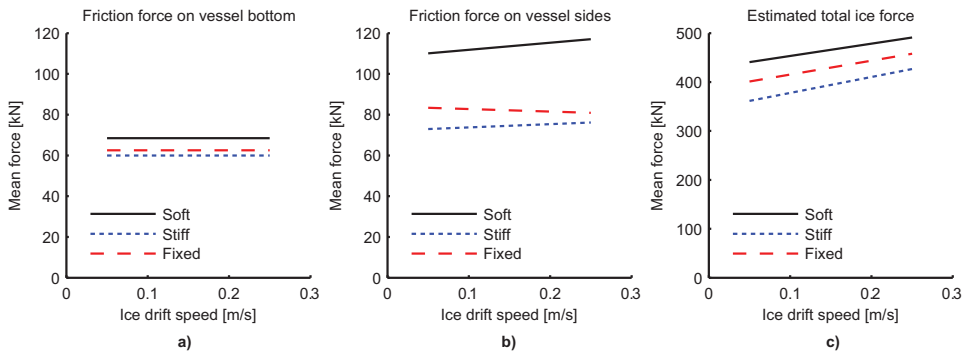 Friction force on vessel bottom
120
100
80
60
40
20
0
Mean force [kN]
Soft
Stiff
Fixed
0
0.1
0.2
0.3
Ice drift speed [m/s]
a)
Friction force on vessel sides
120
100
80
60
40
20
0
Mean force [kN]
Soft
Stiff
Fixed
0
0.1
0.2
0.3
Ice drift speed [m/s]
b)
Estimated total ice force
500
400
300
200
100
0
Mean force [kN]
Soft
Stiff
Fixed
0
0.1
0.2
0.3
Ice drift speed [m/s]
c)